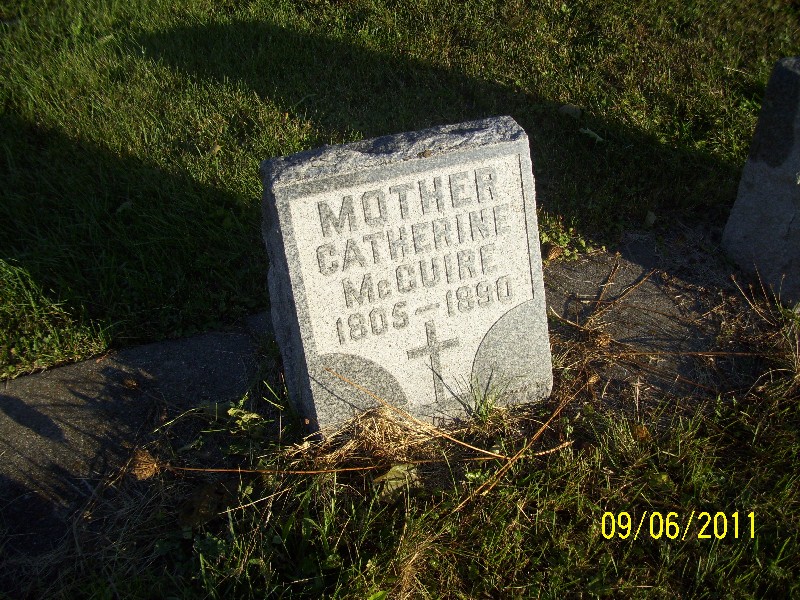 MOTHER
CATHERINE
McGUIRE
1805-1890
09/06/2011